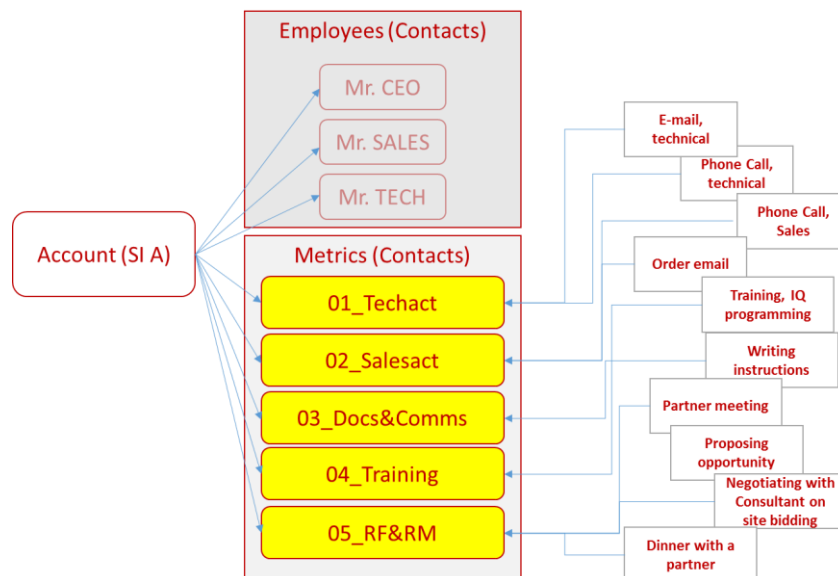 Employees (Contacts)
Mr. CEO
Mr. SALES
Mr. TECH
Account (SI A)
Metrics (Contacts)
01_Techact
02_Salesact
03_Docs&Comms
04_Training
05_RF&RM
E-mail,
technical
Phone Call,
technical
Phone Call,
Sales
Order email
Training, IQ
programming
Writing
instructions
Partner meeting
Proposing
opportunity
Negotiating with
Consultant on
site bidding
Dinner with a
partner